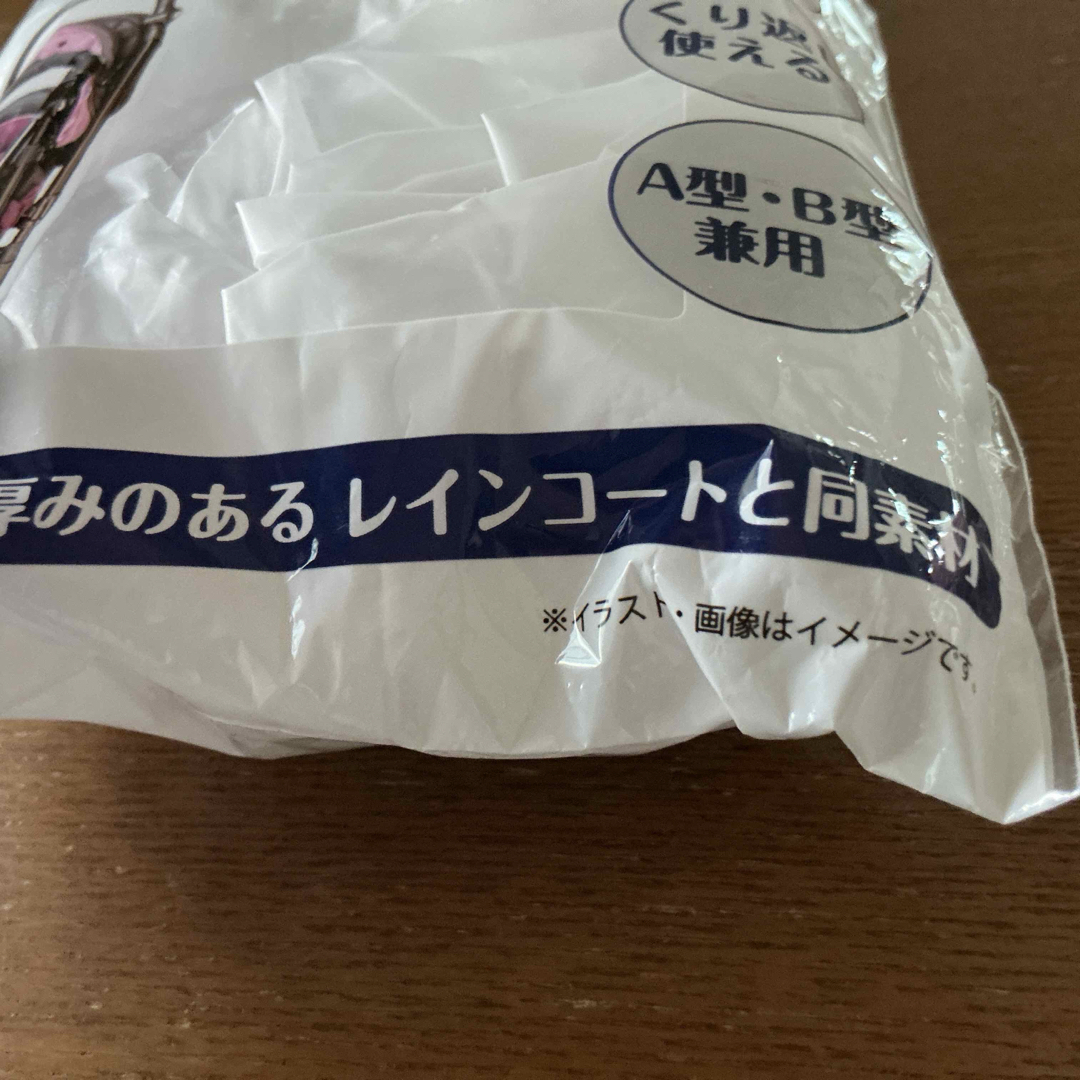 くり返し
使える
A型・B型
兼用
厚みのある レインコートと同素材
※イラスト・画像はイメージです。